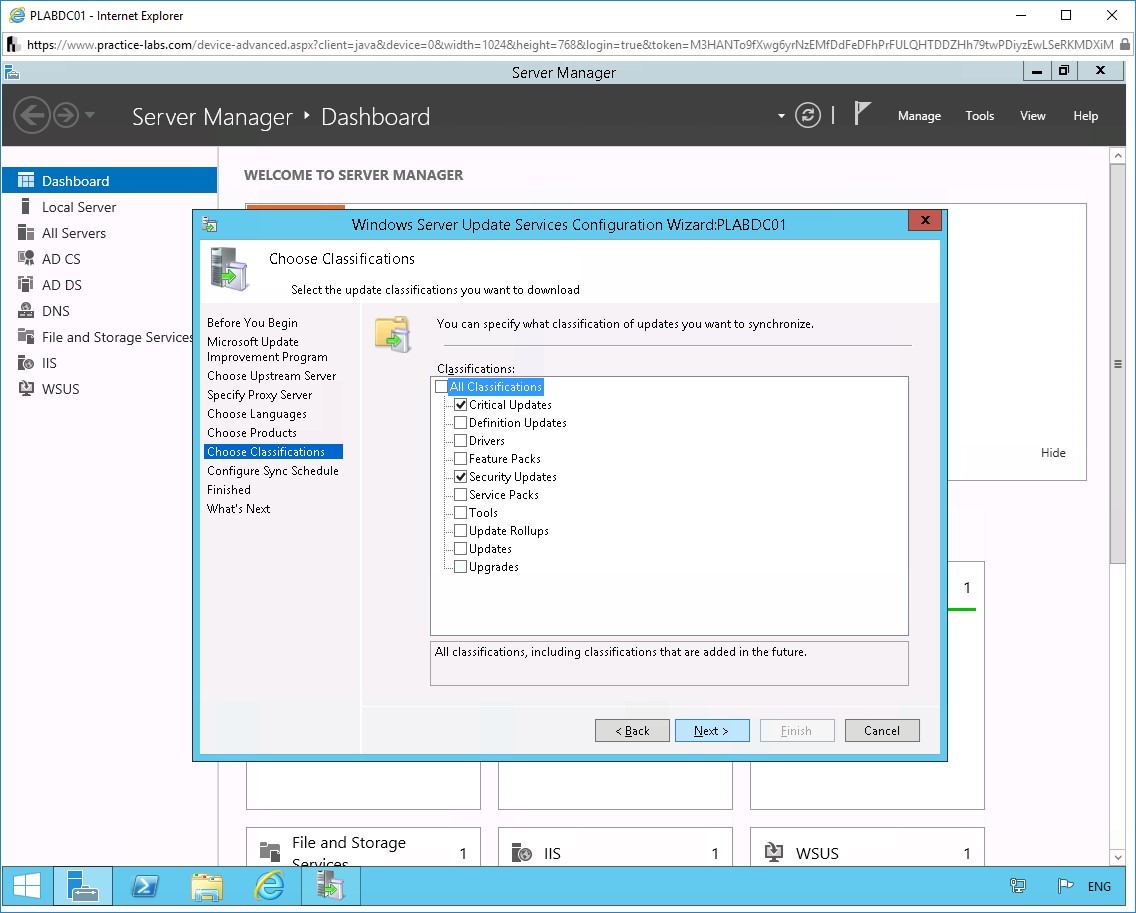 PLABDC01 - Internet Explorer
https://www.practice-labs.com/device-advanced.aspx?client=java&device=0&width=1024&height=768&login=true&token=M3HANTo9fXwg6yrNzEMfDdFeDFhPrFULQHTDDZHh79twPDiyzEwLSeRKMDXiM
Server Manager
Server Manager Dashboard
Manage Tools View Help
Dashboard
Local Server
All Servers
AD CS
AD DS
DNS
File and Storage Services
IIS
WSUS
WELCOME TO SERVER MANAGER
Windows Server Update Services Configuration Wizard:PLABDC01
x
Choose Classifications
Select the update classifications you want to download
Before You Begin
Microsoft Update
Improvement Program
Choose Upstream Server
Specify Proxy Server
Choose Languages
Choose Products
Choose Classifications
Configure Sync Schedule
Finished
What's Next
You can specify what classification of updates you want to synchronize.
Classifications:
All Classifications
Critical Updates
Definition Updates
Drivers
Feature Packs
Security Updates
Service Packs
Tools
Update Rollups
Updates
Upgrades
All classifications, including classifications that are added in the future.
< Back Next > Finish Cancel
Hide
1
File and Storage
Services
1
IIS 1
WSUS 1
ENG